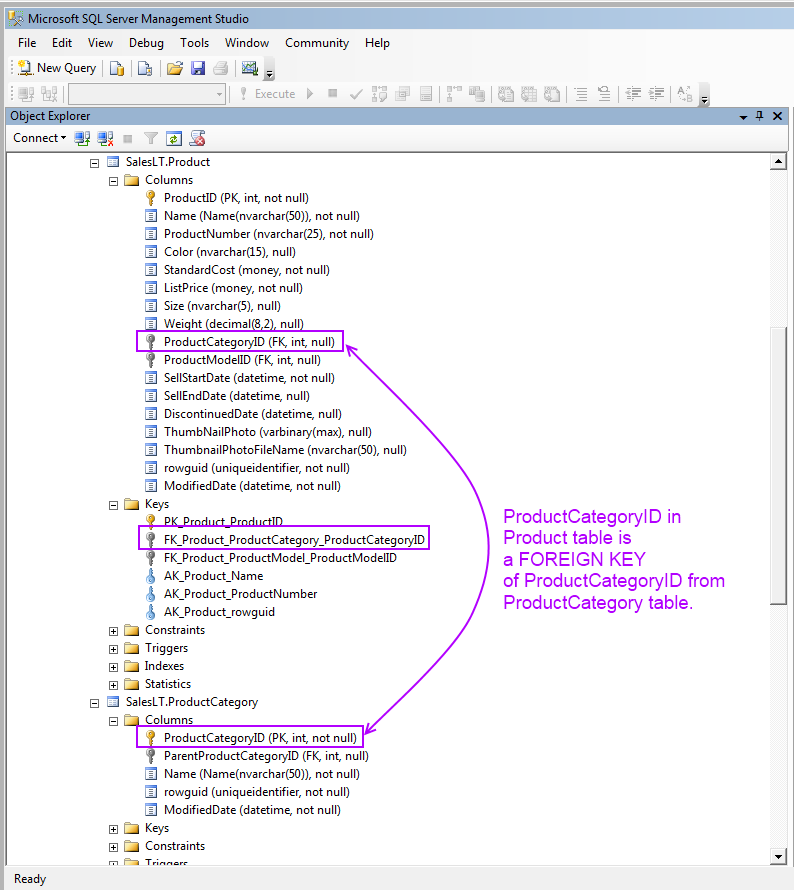 Microsoft SQL Server Management Studio
File Edit View Debug Tools Window Community Help
New Query
Execute
Object Explorer
Connect
SalesLT.Product
Columns
ProductID (PK, int, not null)
Name (Name(nvarchar(50)), not null)
ProductNumber (nvarchar(25), not null)
Color (nvarchar(15), null)
StandardCost (money, not null)
ListPrice (money, not null)
Size (nvarchar(5), null)
Weight (decimal(8,2), null)
ProductCategoryID (FK, int, null)
ProductModelID (FK, int, null)
SellStartDate (datetime, not null)
SellEndDate (datetime, null)
DiscontinuedDate (datetime, null)
ThumbNailPhoto (varbinary(max), null)
ThumbnailPhotoFileName (nvarchar(50), null)
rowguid (uniqueidentifier, not null)
ModifiedDate (datetime, not null)
Keys
PK_Product_ProductID
FK_Product_ProductCategory_ProductCategoryID
FK_Product_ProductModel_ProductModelID
AK_Product_Name
AK_Product_ProductNumber
AK_Product_rowguid
Constraints
Triggers
Indexes
Statistics
SalesLT.ProductCategory
Columns
ProductCategoryID (PK, int, not null)
ParentProductCategoryID (FK, int, null)
Name (Name(nvarchar(50)), not null)
rowguid (uniqueidentifier, not null)
ModifiedDate (datetime, not null)
Keys
Constraints
Triggers
ProductCategoryID in
Product table is
a FOREIGN KEY
of ProductCategoryID from
ProductCategory table.
Ready